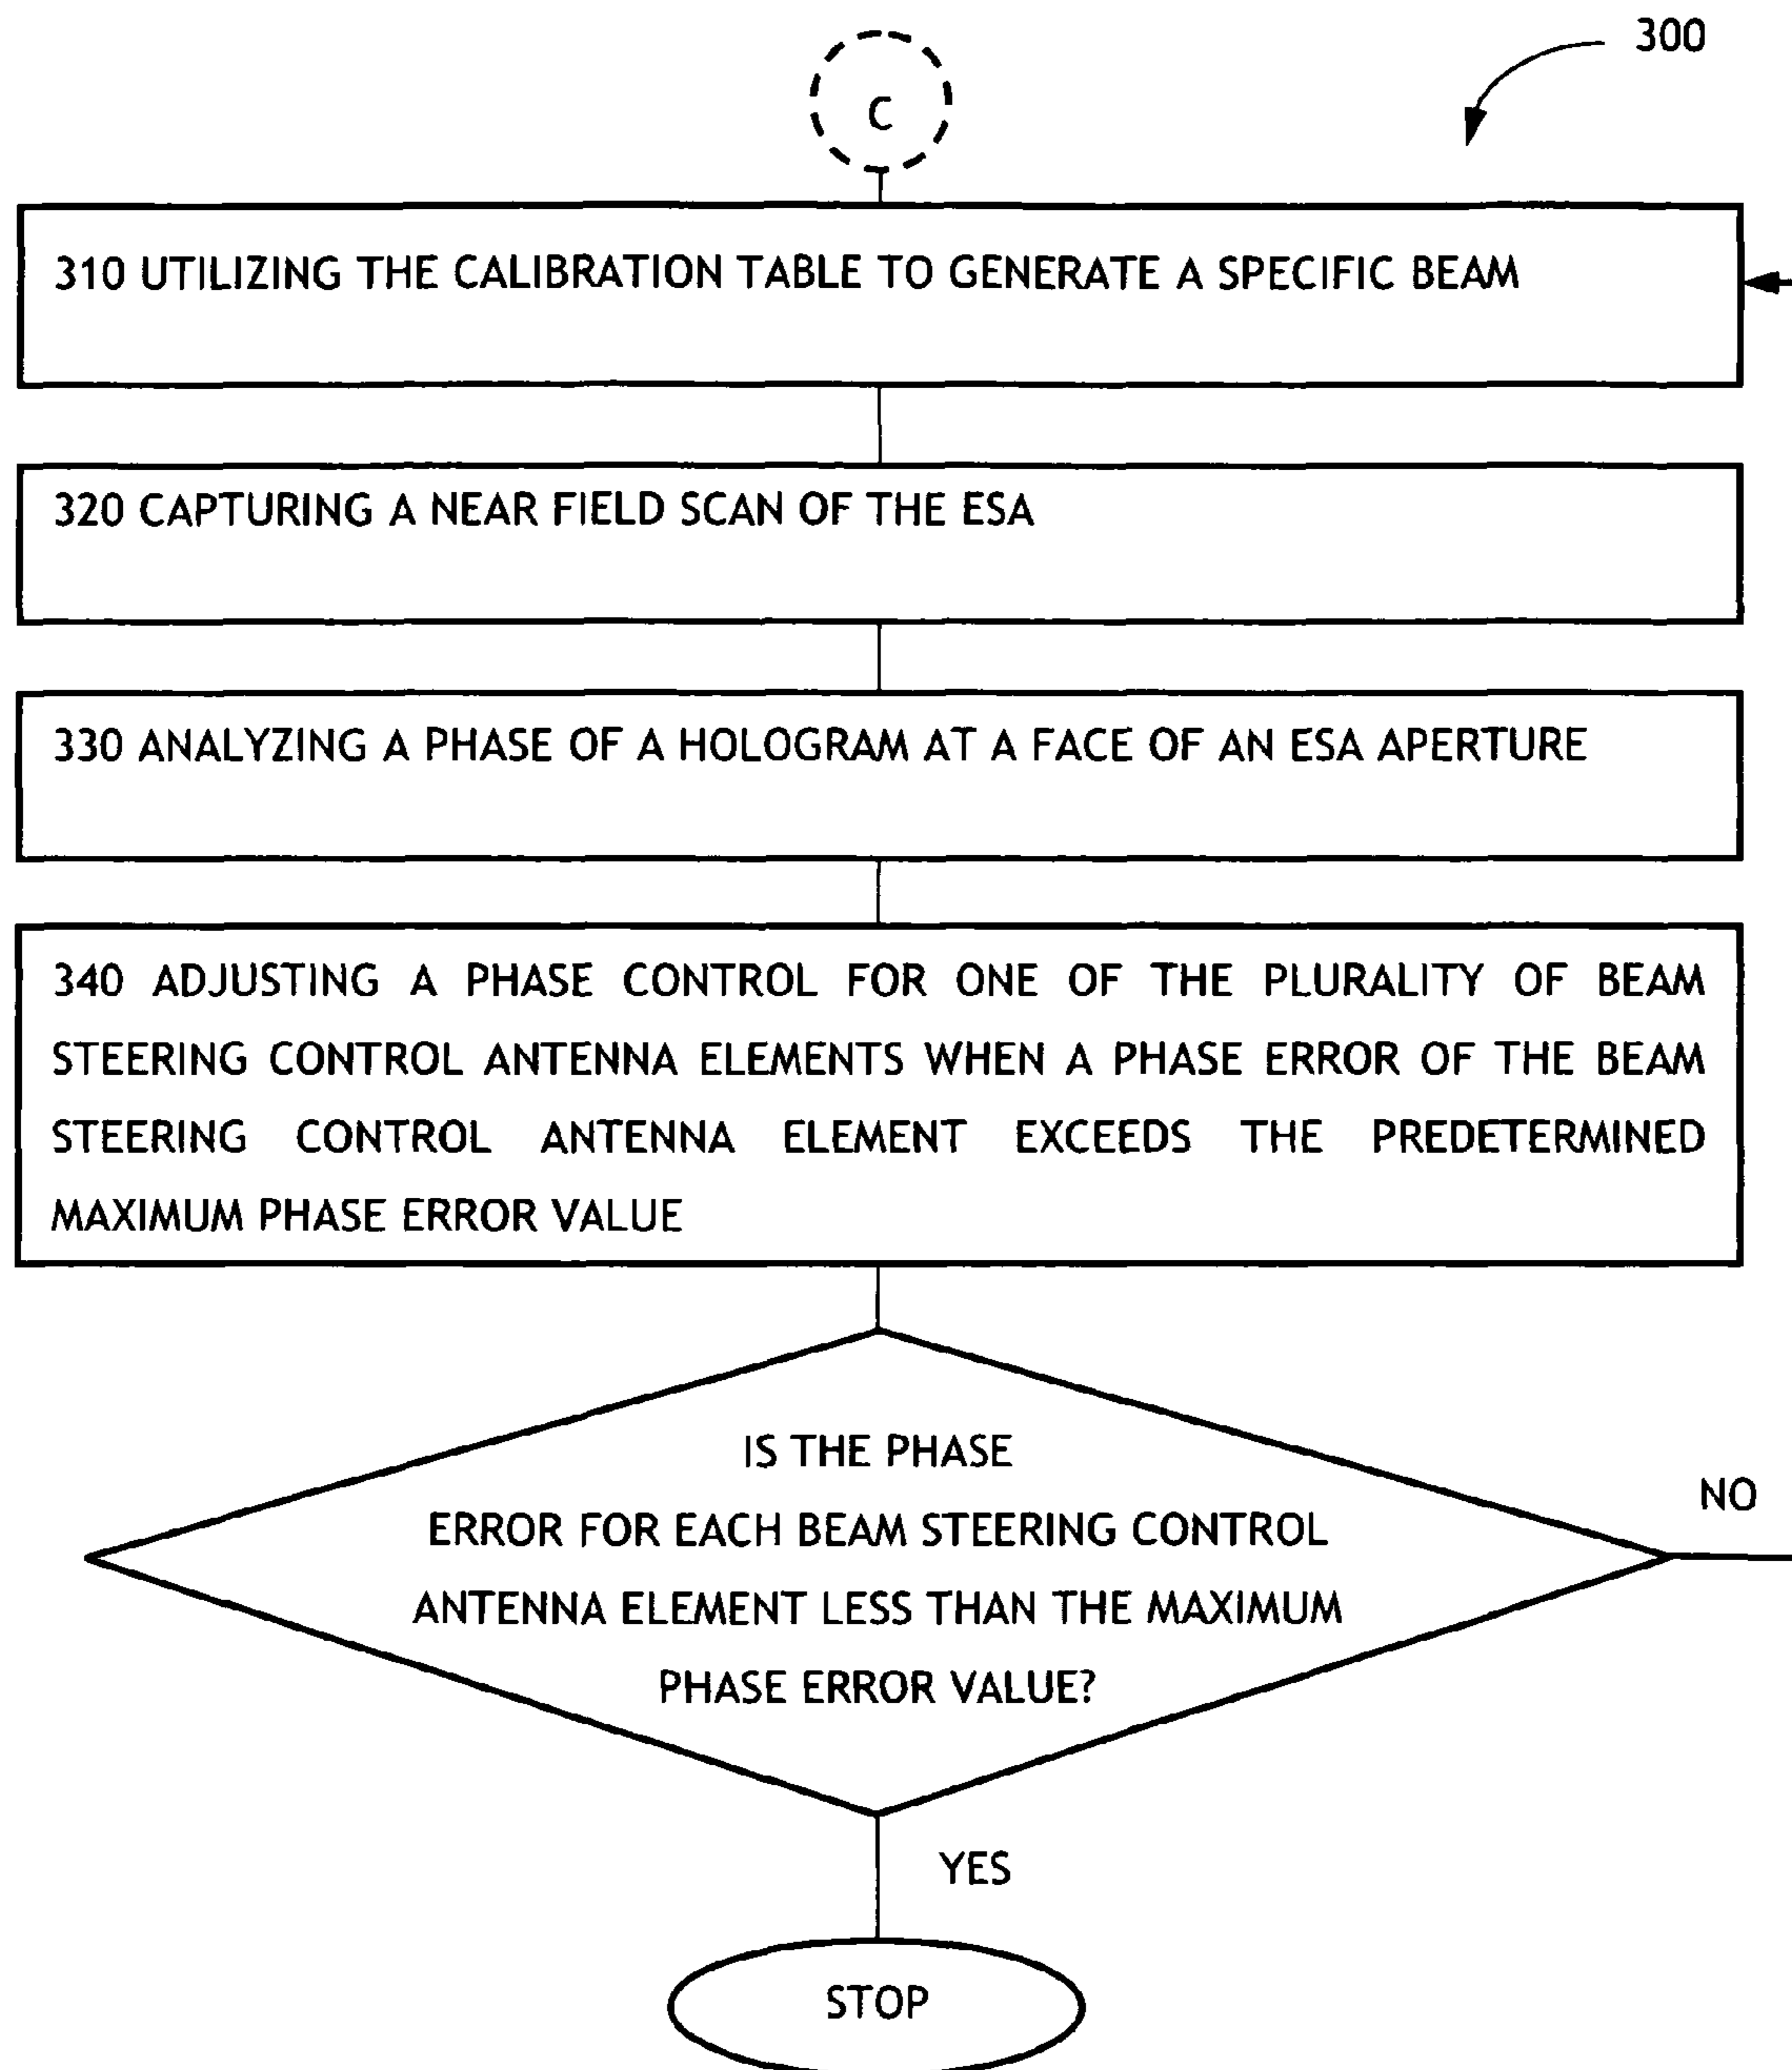 300
C
310 UTILIZING THE CALIBRATION TABLE TO GENERATE A SPECIFIC BEAM
320 CAPTURING A NEAR FIELD SCAN OF THE ESA
330 ANALYZING A PHASE OF A HOLOGRAM AT A FACE OF AN ESA APERTURE
340 ADJUSTING A PHASE CONTROL FOR ONE OF THE PLURALITY OF BEAM
STEERING CONTROL ANTENNA ELEMENTS WHEN A PHASE ERROR OF THE BEAM
STEERING CONTROL ANTENNA ELEMENT EXCEEDS THE PREDETERMINED
MAXIMUM PHASE ERROR VALUE
IS THE PHASE
ERROR FOR EACH BEAM STEERING CONTROL
ANTENNA ELEMENT LESS THAN THE MAXIMUM
PHASE ERROR VALUE?
NO
YES
STOP